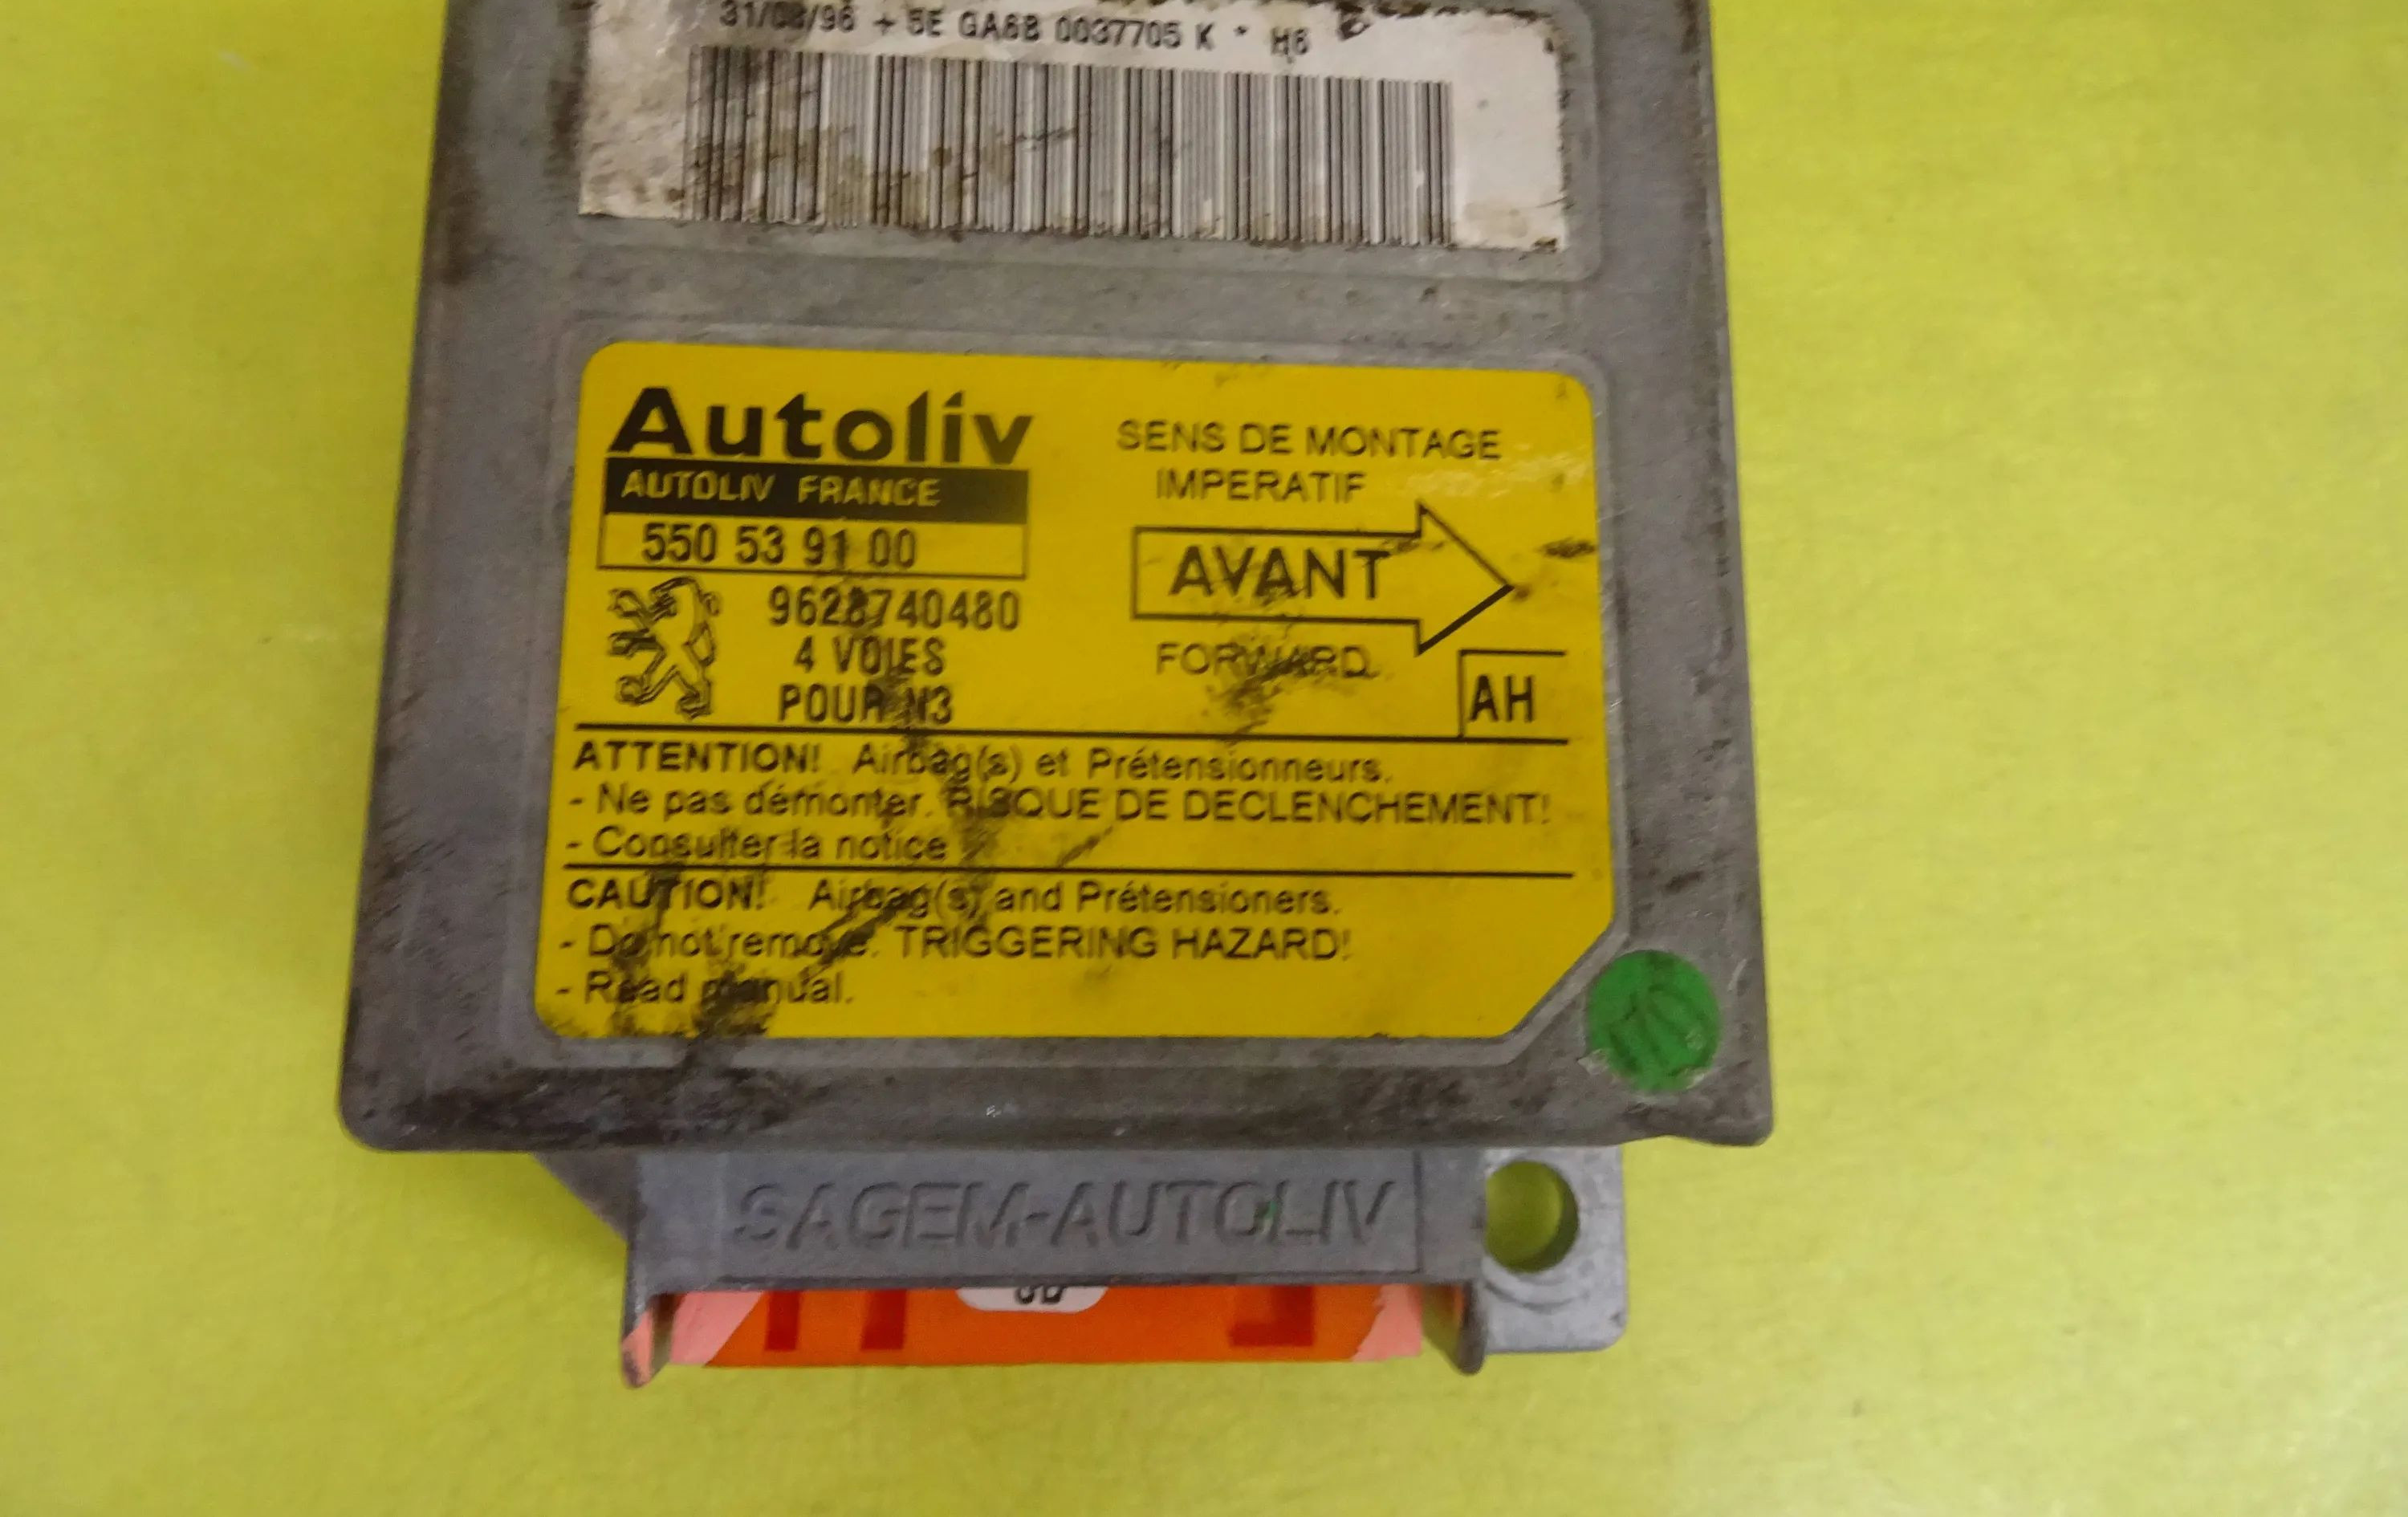 31/08/96 + 5E GA6B 0037705 K * H6
Autoliv
AUTOLIV FRANCE
550 53 91 00
9628740480
4 VOIES
POUR N3
SENS DE MONTAGE
IMPERATIF
AVANT
FORWARD
AH
ATTENTION! Airbag(s) et Prétensionneurs.
- Ne pas démonter. RISQUE DE DECLENCHEMENT!
- Consulter la notice
CAUTION! Airbag(s) and Prétensioners.
- Do not remove. TRIGGERING HAZARD!
- Read manual.
SAGEM-AUTOLIV